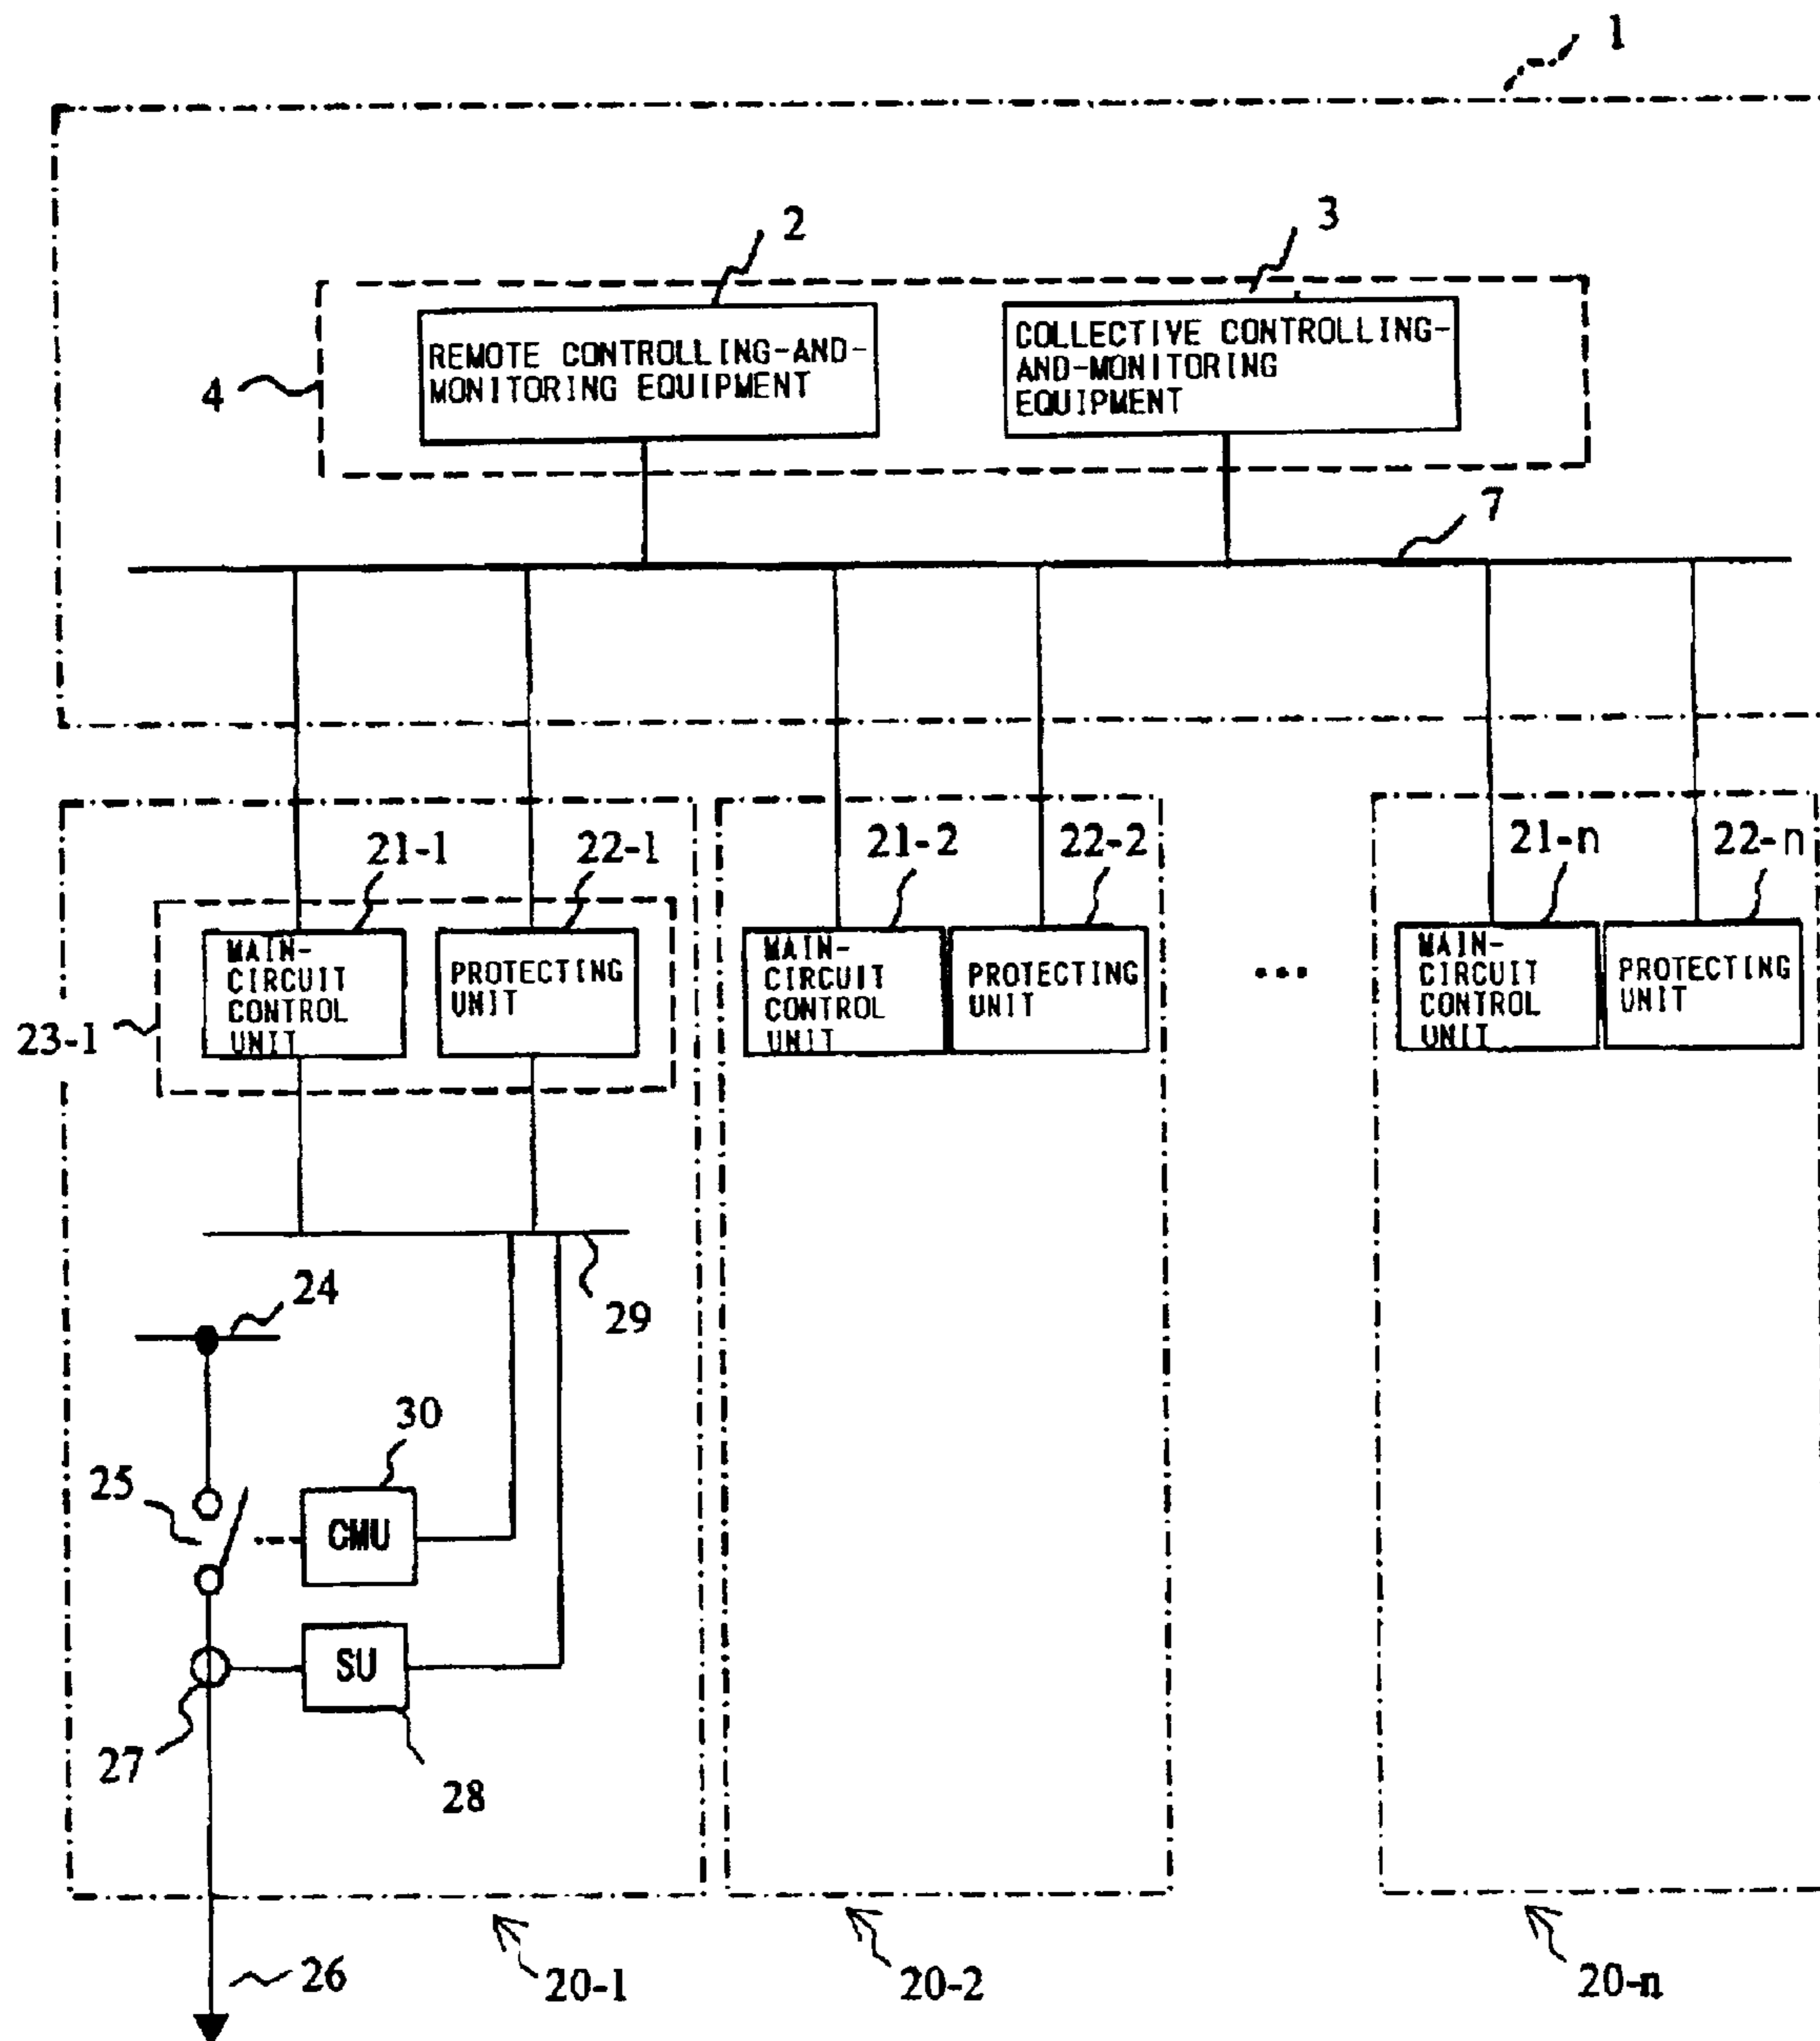 1
2
3
REMOTE CONTROLLING-AND-
MONITORING EQUIPMENT
COLLECTIVE CONTROLLING-
AND-MONITORING
EQUIPMENT
4
7
21-1
22-1
21-2
22-2
21-n
22-n
MAIN-
CIRCUIT
CONTROL
UNIT
PROTECTING
UNIT
MAIN-
CIRCUIT
CONTROL
UNIT
PROTECTING
UNIT
...
MAIN-
CIRCUIT
CONTROL
UNIT
PROTECTING
UNIT
23-1
24
29
30
25
CMU
SU
27
28
26
20-1
20-2
20-n